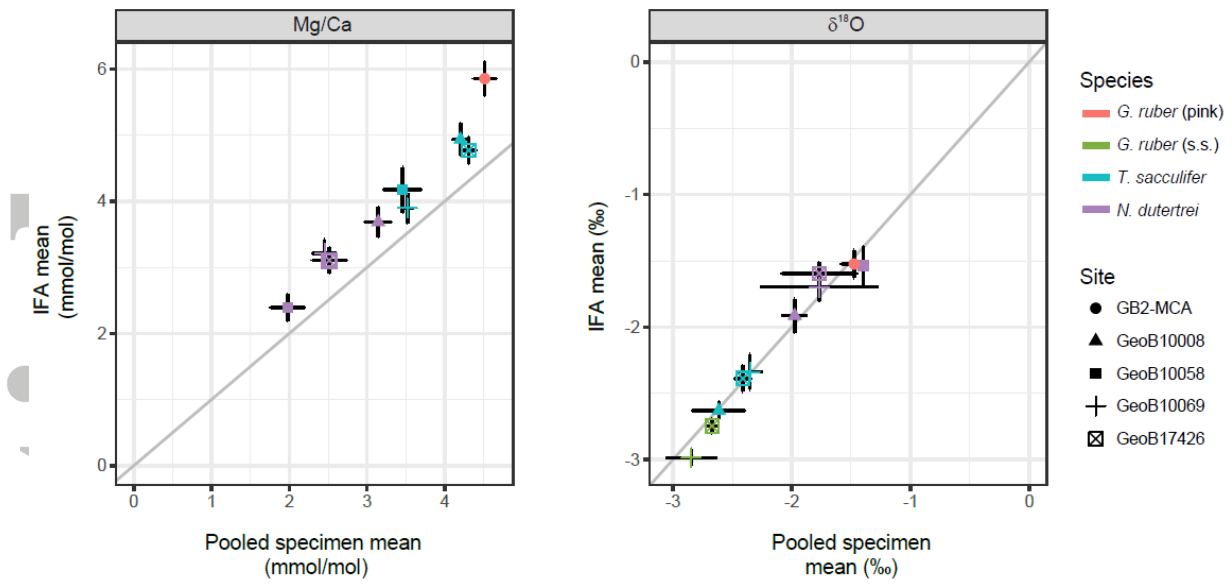 Mg/Ca
6
4
2
0
0
1
2
3
4
IFA mean
(mmol/mol)
Pooled specimen mean
(mmol/mol)
δ¹⁸O
0
-1
-2
-3
-3
-2
-1
0
IFA mean (‰)
Pooled specimen
mean (‰)
Species
G. ruber (pink)
G. ruber (s.s.)
T. sacculifer
N. dutertrei
Site
GB2-MCA
GeoB10008
GeoB10058
GeoB10069
GeoB17426